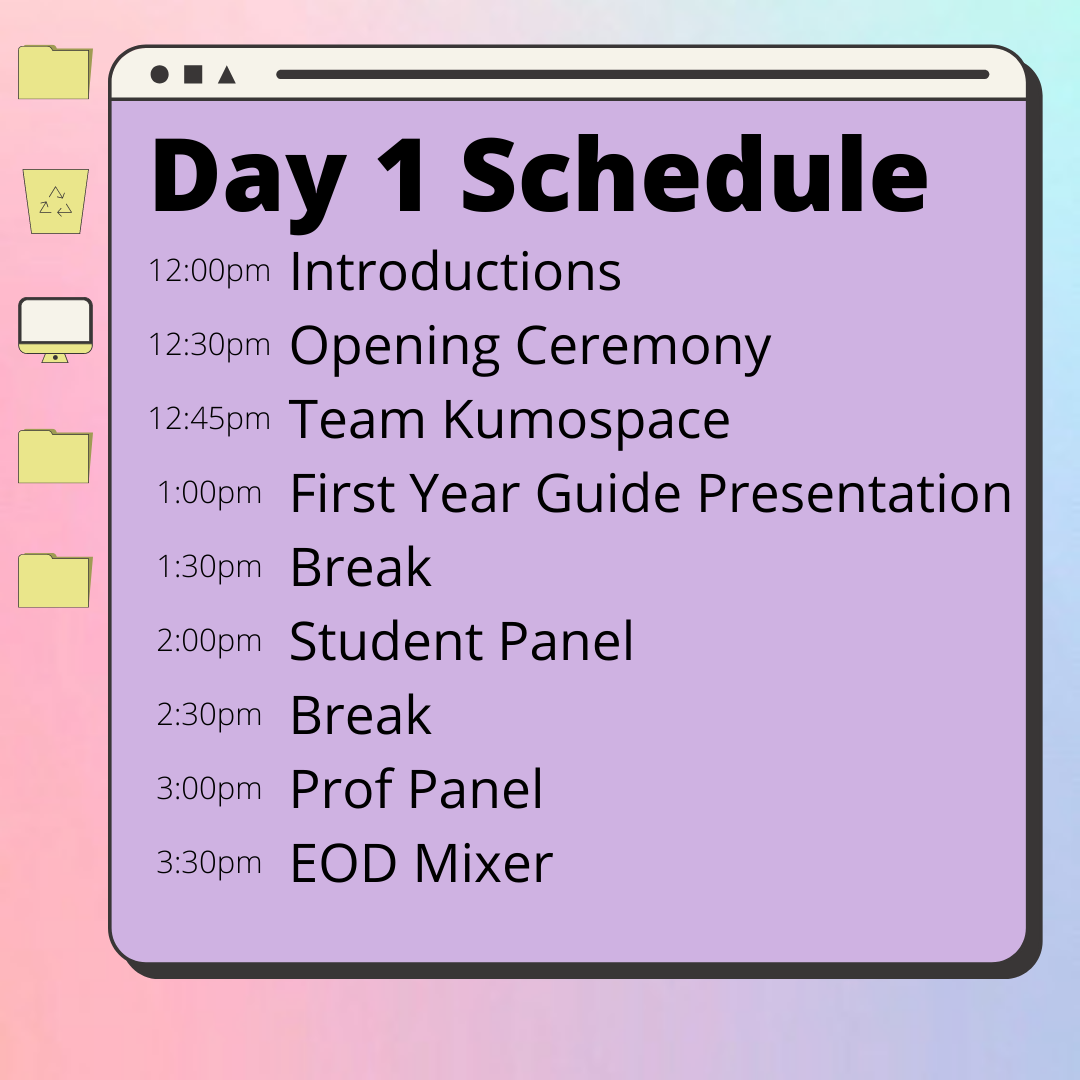 Day 1 Schedule
12:00pm Introductions
12:30pm Opening Ceremony
12:45pm Team Kumospace
1:00pm First Year Guide Presentation
1:30pm Break
2:00pm Student Panel
2:30pm Break
3:00pm Prof Panel
3:30pm EOD Mixer